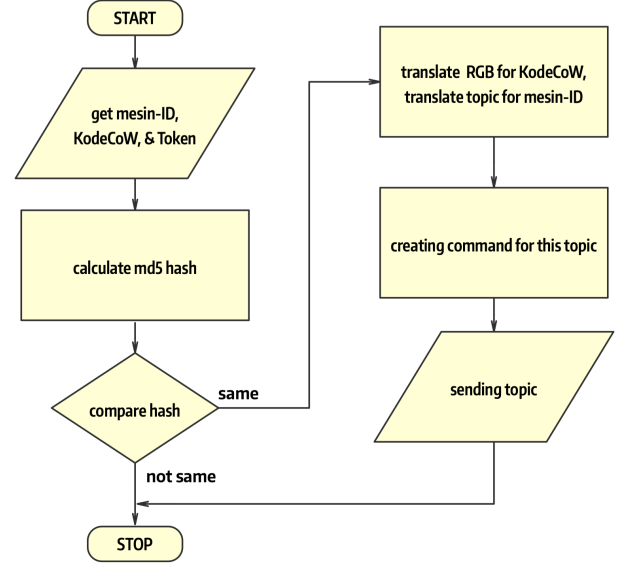 START
get mesin-ID,
KodeCoW, & Token
calculate md5 hash
compare hash
same
not same
STOP
translate RGB for KodeCoW,
translate topic for mesin-ID
creating command for this topic
sending topic